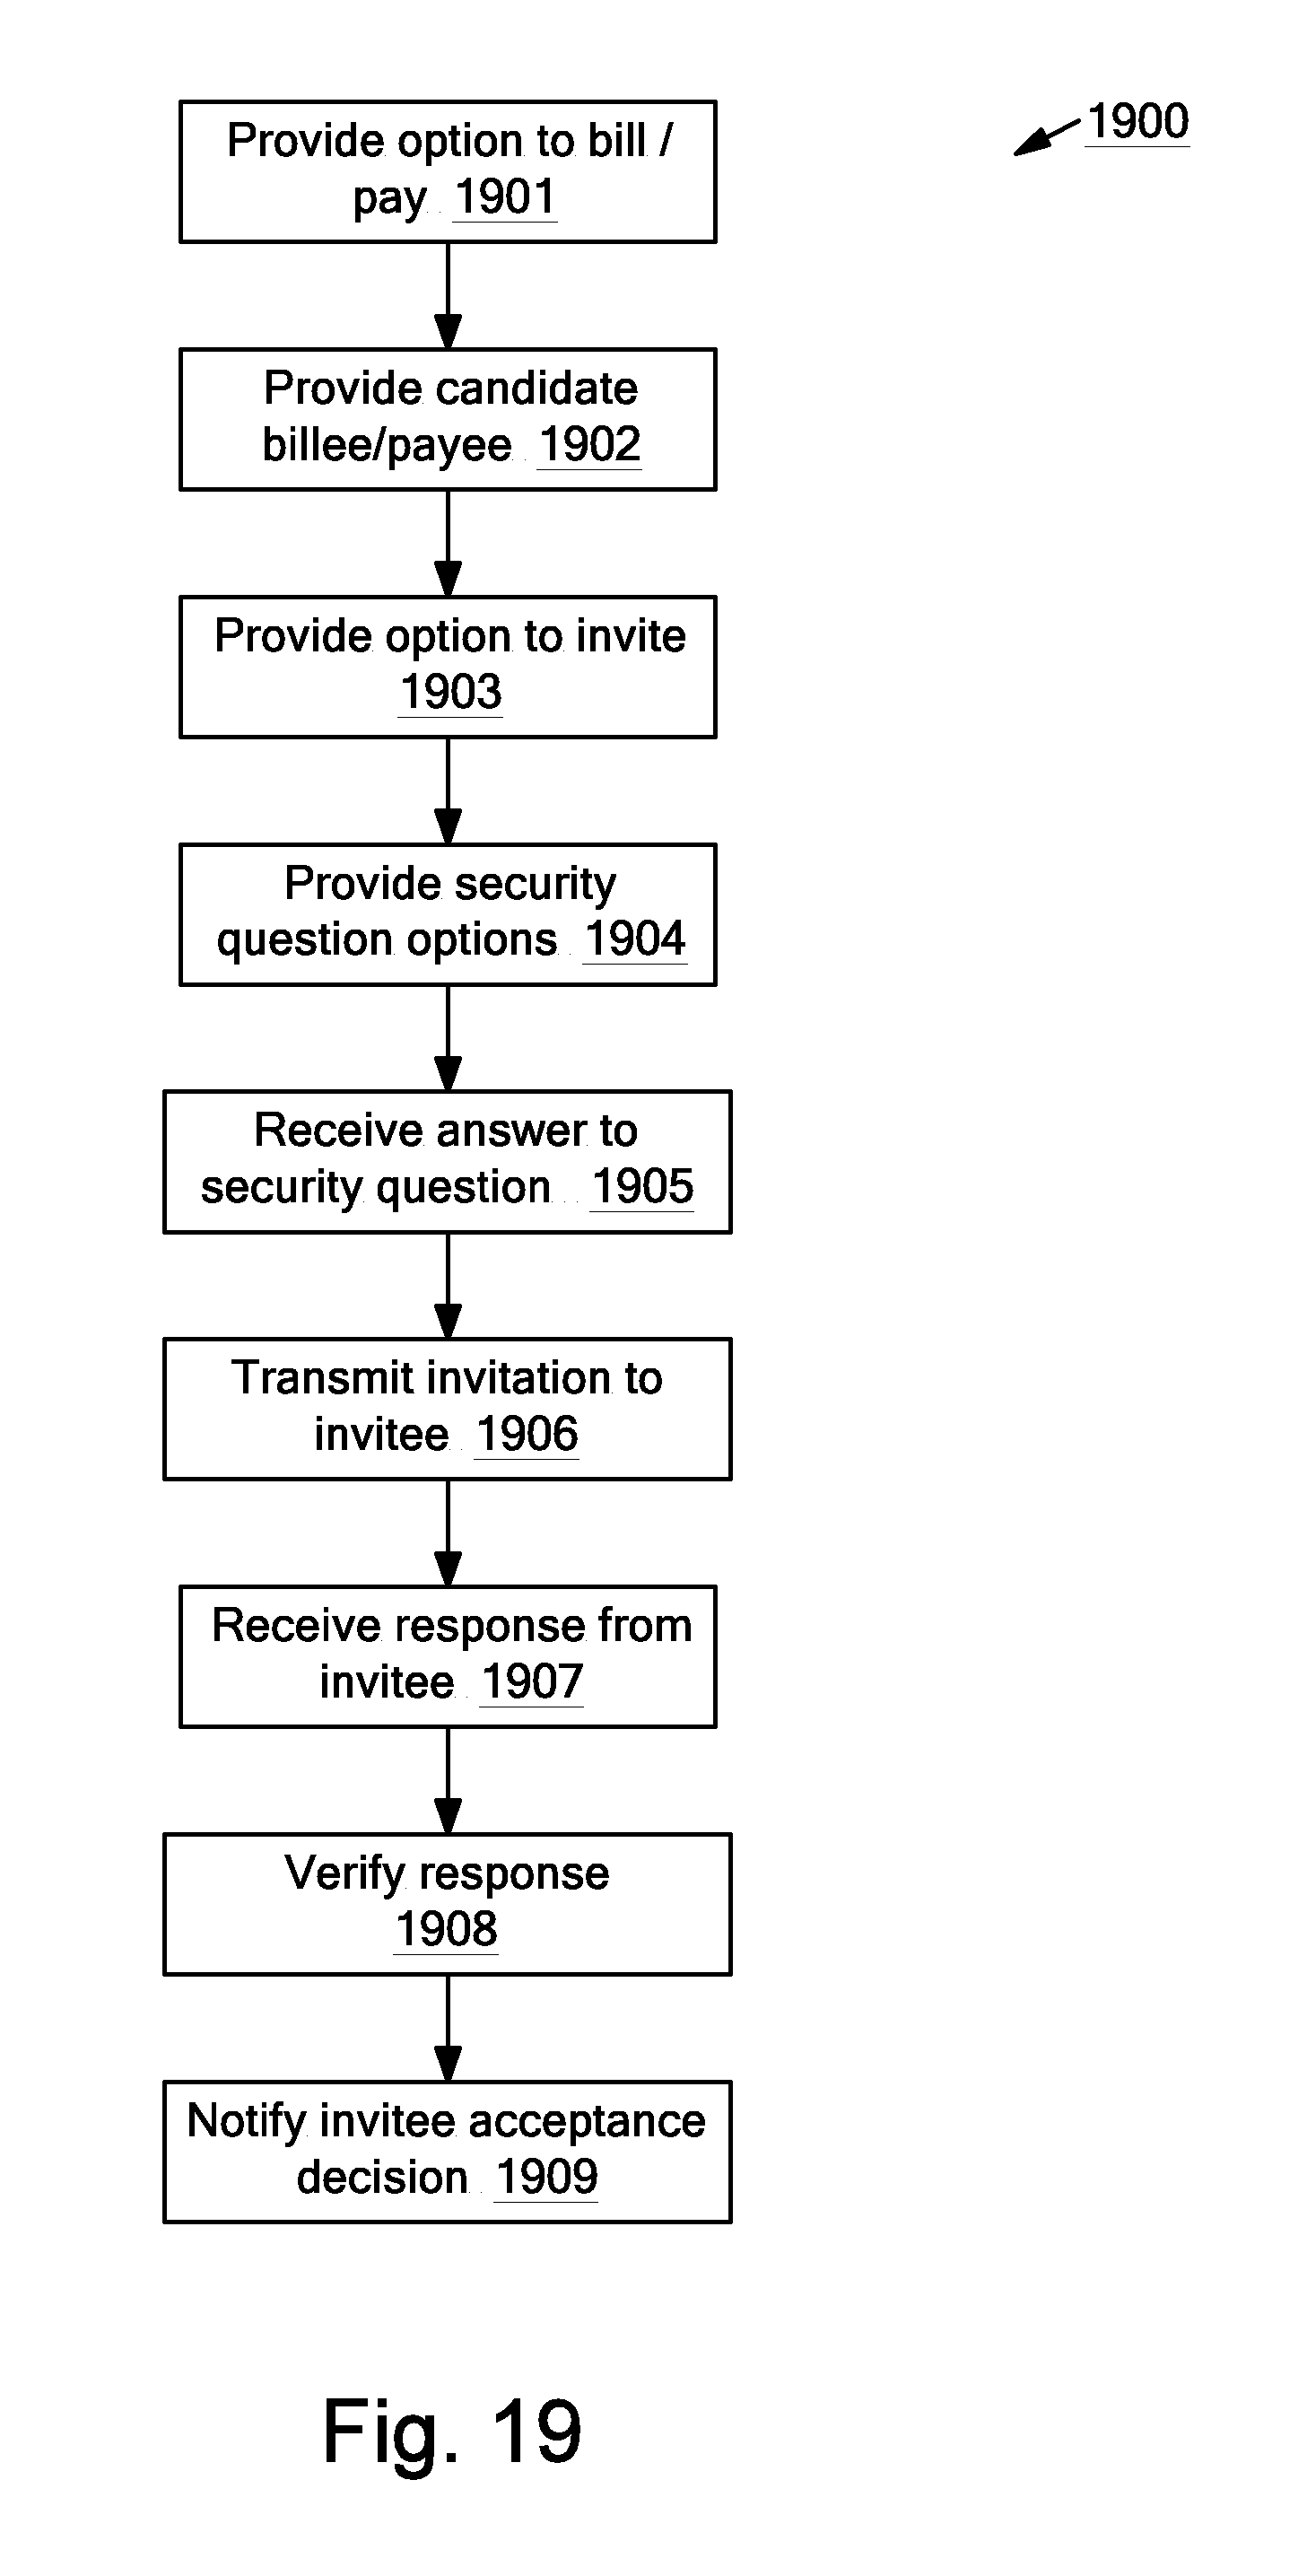 Provide option to bill /
pay 1901
1900
Provide candidate
billee/payee 1902
Provide option to invite
1903
Provide security
question options 1904
Receive answer to
security question 1905
Transmit invitation to
invitee 1906
Receive response from
invitee 1907
Verify response
1908
Notify invitee acceptance
decision 1909
Fig. 19